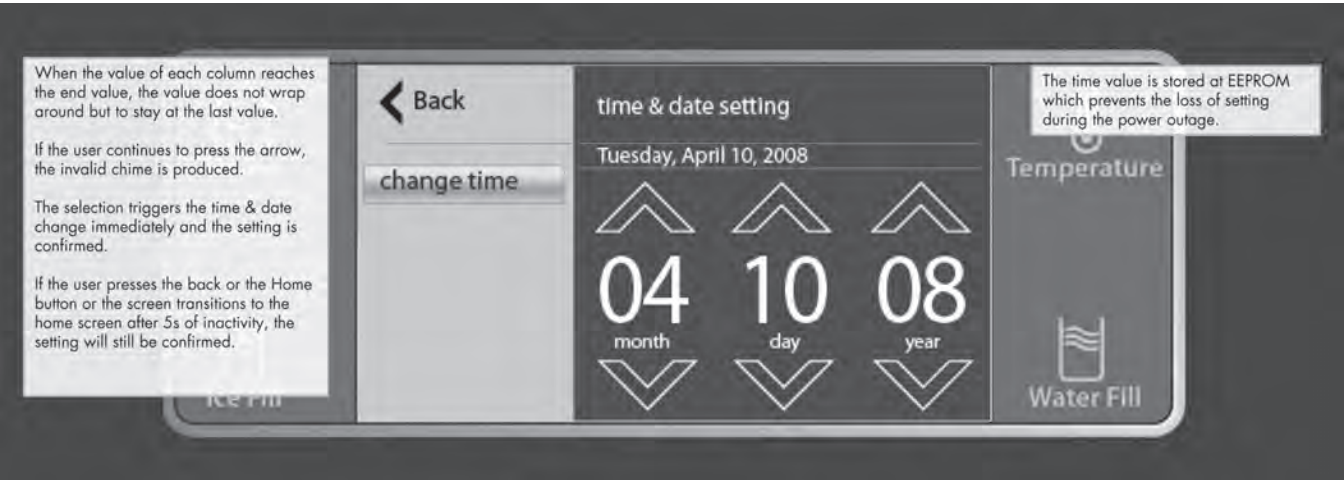 When the value of each column reaches
the end value, the value does not wrap
around but to stay at the last value.
If the user continues to press the arrow,
the invalid chime is produced.
The selection triggers the time & date
change immediately and the setting is
confirmed.
If the user presses the back or the Home
button or the screen transitions to the
home screen after 5s of inactivity, the
setting will still be confirmed.
Ice Fill
Back
change time
time & date setting
Tuesday, April 10, 2008
04 10 08
month day year
The time value is stored at EEPROM
which prevents the loss of setting
during the power outage.
Temperature
Water Fill